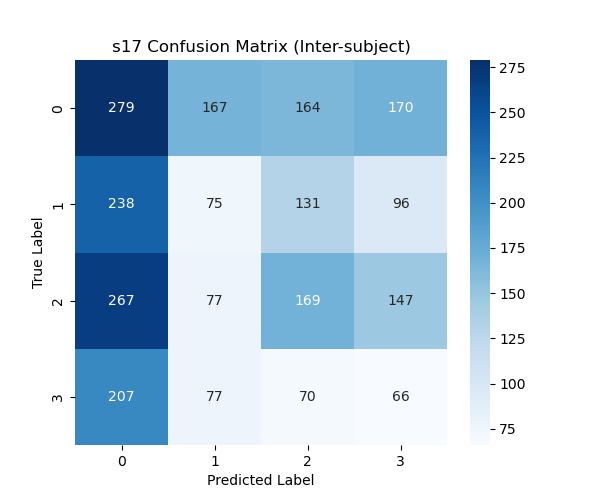 s17 Confusion Matrix (Inter-subject)
0 279 167 164 170
1 238 75 131 96
2 267 77 169 147
3 207 77 70 66
0 1 2 3
True Label
Predicted Label
275
250
225
200
175
150
125
100
75